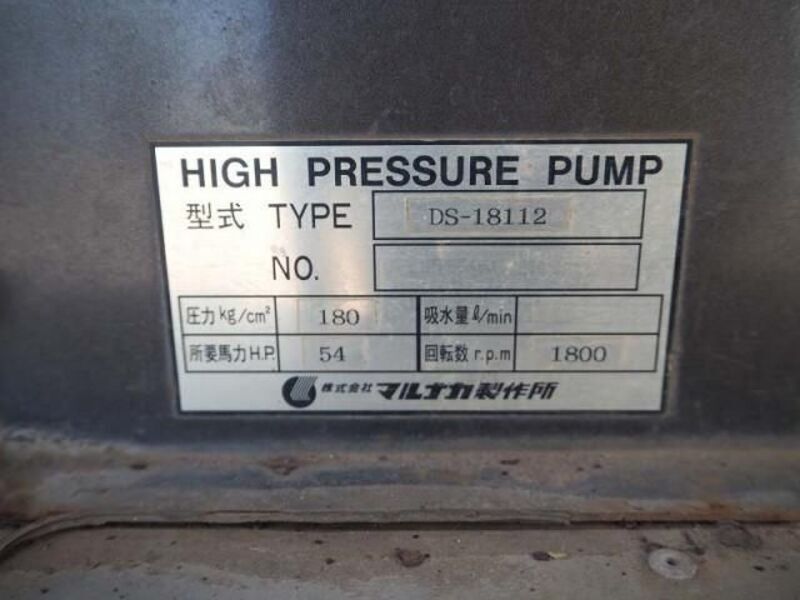 HIGH PRESSURE PUMP
型式 TYPE DS-18112
NO.
圧力 kg/cm² 180 吸水量 ℓ/min
所要馬力 H.P. 54 回転数 r.p.m 1800
株式会社 マルナカ製作所